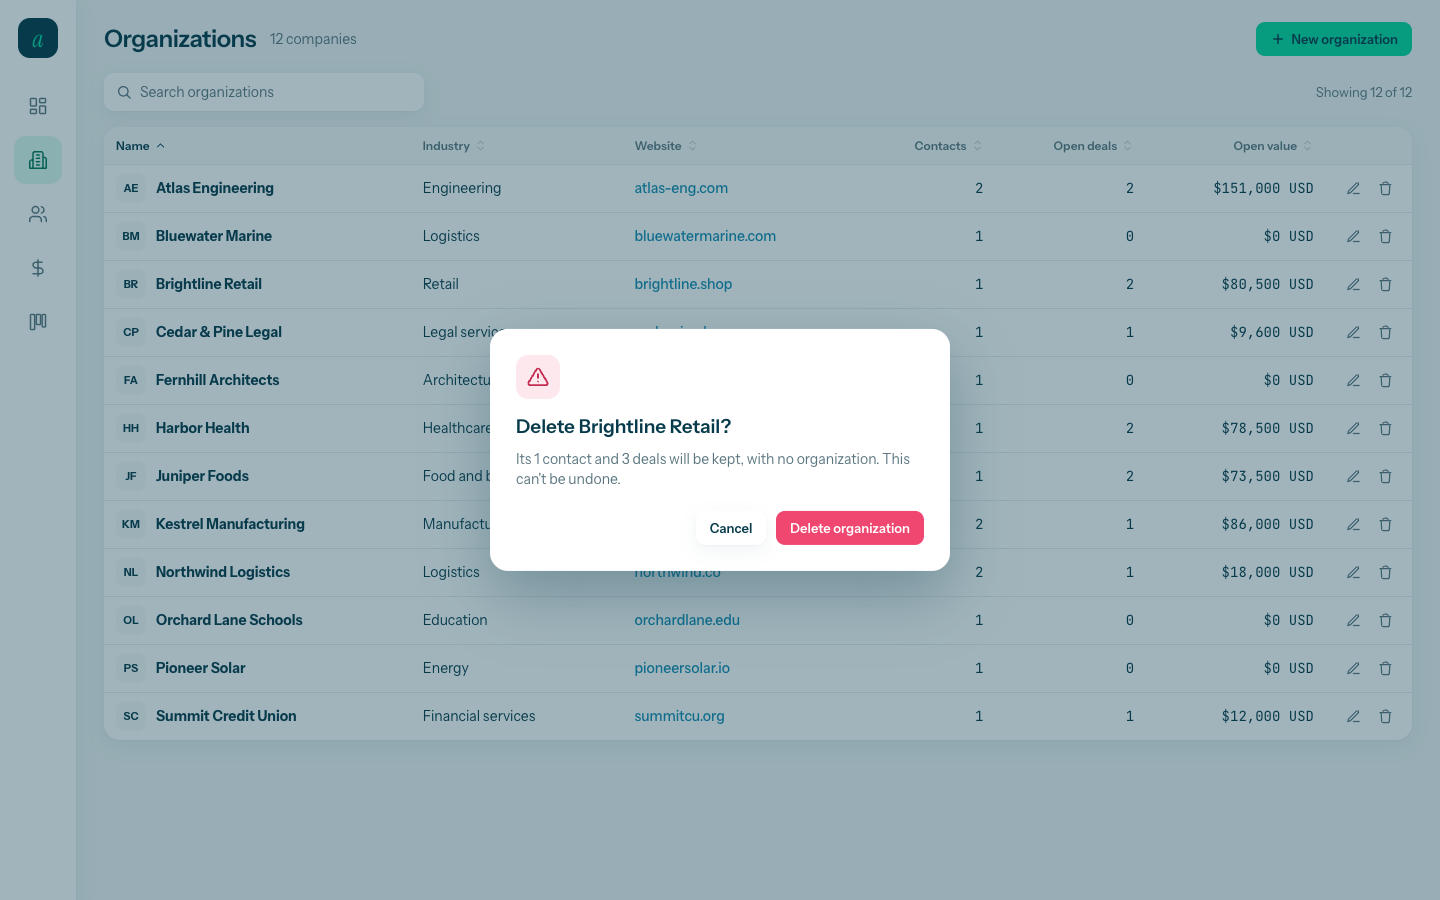 a
Organizations 12 companies
New organization
Search organizations
Showing 12 of 12
Name Industry Website Contacts Open deals Open value
AE Atlas Engineering Engineering atlas-eng.com 2 2 $151,000 USD
BM Bluewater Marine Logistics bluewatermarine.com 1 0 $0 USD
BR Brightline Retail Retail brightline.shop 1 2 $80,500 USD
CP Cedar & Pine Legal Legal 1 1 $9,600 USD
FA Fernhill Architects 1 0 $0 USD
HH Harbor Health Healthcare 1 2 $78,500 USD
JF Juniper Foods Food and 1 2 $73,500 USD
KM Kestrel Manufacturing 2 1 $86,000 USD
NL Northwind Logistics Logistics northwind.co 2 1 $18,000 USD
OL Orchard Lane Schools Education orchardlane.edu 1 0 $0 USD
PS Pioneer Solar Energy pioneersolar.io 1 0 $0 USD
SC Summit Credit Union Financial services summitcu.org 1 1 $12,000 USD
Delete Brightline Retail?
Its 1 contact and 3 deals will be kept, with no organization. This
can't be undone.
Cancel Delete organization